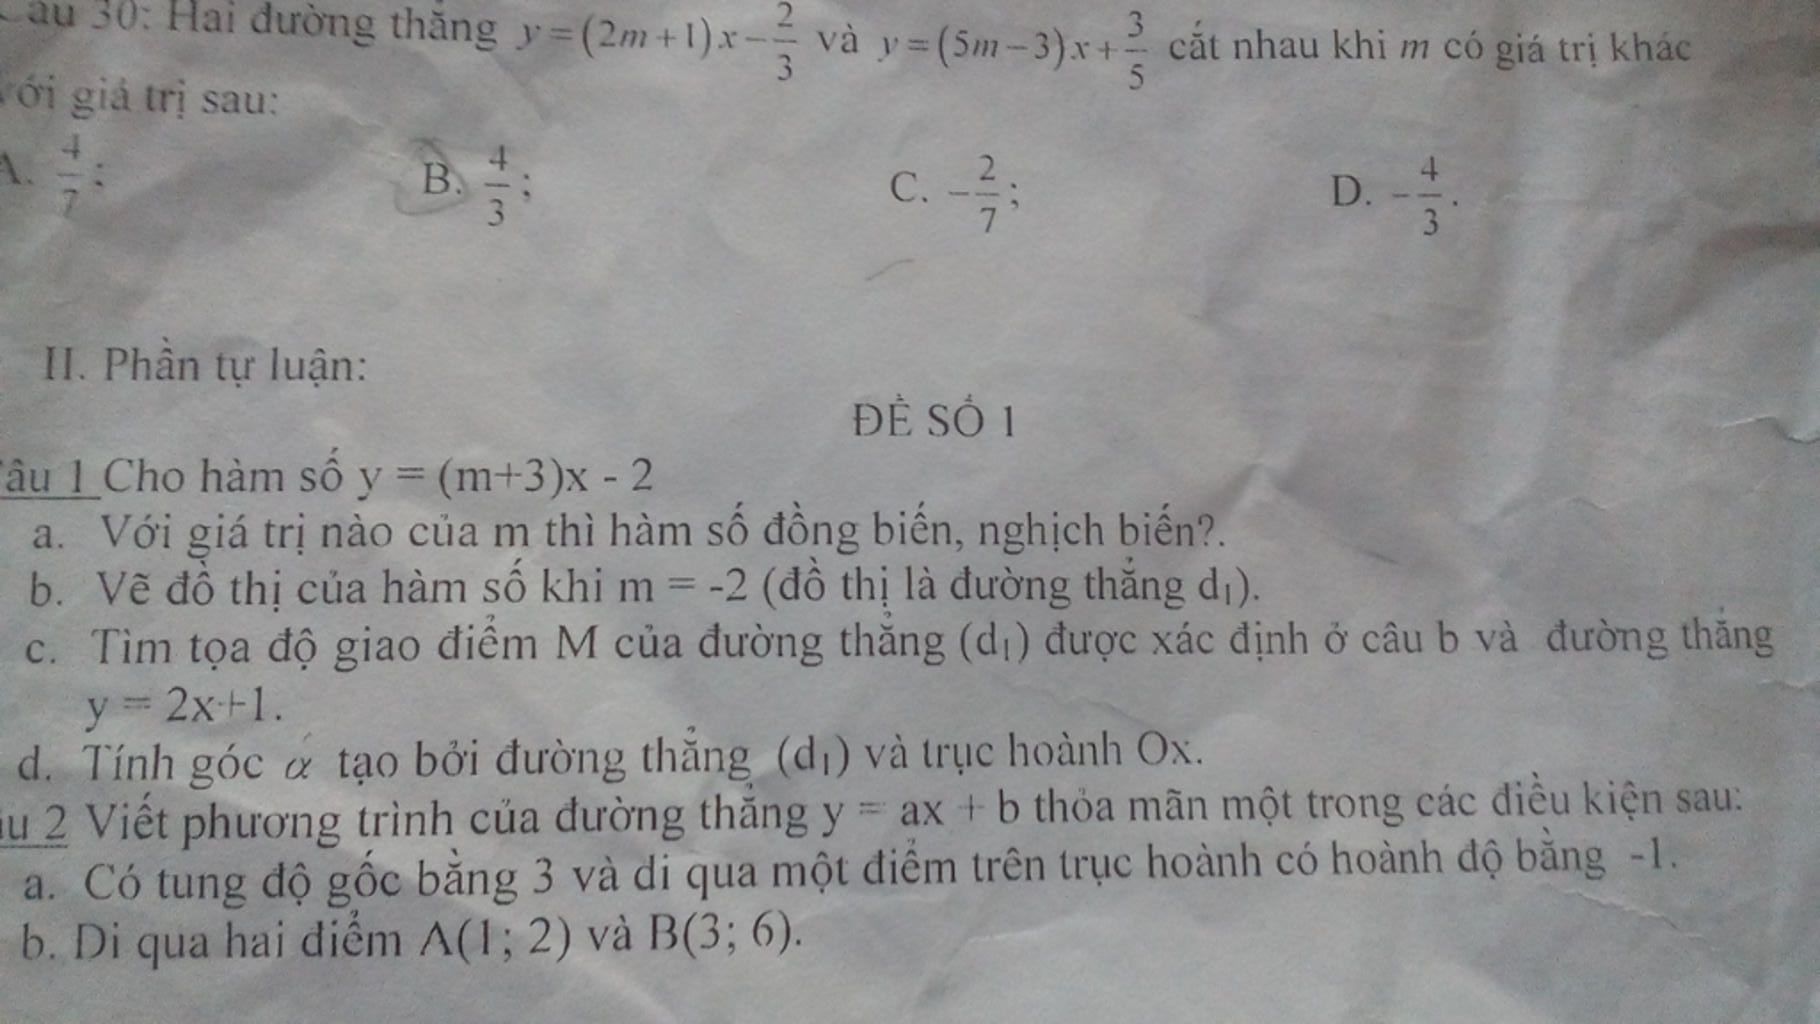 âu 30: Hai đường thẳng y=(2m+1)x-2/3 và y=(5m-3)x+3/5 cắt nhau khi m có giá trị khác
với giá trị sau:
A. 4/7; B. 4/3; C. -2/7; D. -4/3.
II. Phần tự luận:
ĐỀ SỐ 1
âu 1 Cho hàm số y = (m+3)x - 2
a. Với giá trị nào của m thì hàm số đồng biến, nghịch biến?.
b. Vẽ đồ thị của hàm số khi m = -2 (đồ thị là đường thẳng d₁).
c. Tìm tọa độ giao điểm M của đường thẳng (d₁) được xác định ở câu b và đường thẳng
y = 2x+1.
d. Tính góc α tạo bởi đường thẳng (d₁) và trục hoành Ox.
u 2 Viết phương trình của đường thẳng y = ax + b thỏa mãn một trong các điều kiện sau:
a. Có tung độ gốc bằng 3 và di qua một điểm trên trục hoành có hoành độ bằng -1.
b. Di qua hai điểm A(1; 2) và B(3; 6).